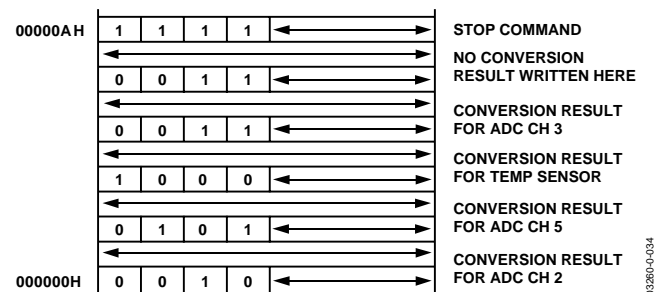 00000AH 1 1 1 1 STOP COMMAND
NO CONVERSION
0 0 1 1 RESULT WRITTEN HERE
CONVERSION RESULT
0 0 1 1 FOR ADC CH 3
CONVERSION RESULT
1 0 0 0 FOR TEMP SENSOR
CONVERSION RESULT
0 1 0 1 FOR ADC CH 5
CONVERSION RESULT
000000H 0 0 1 0 FOR ADC CH 2
03260-0-034